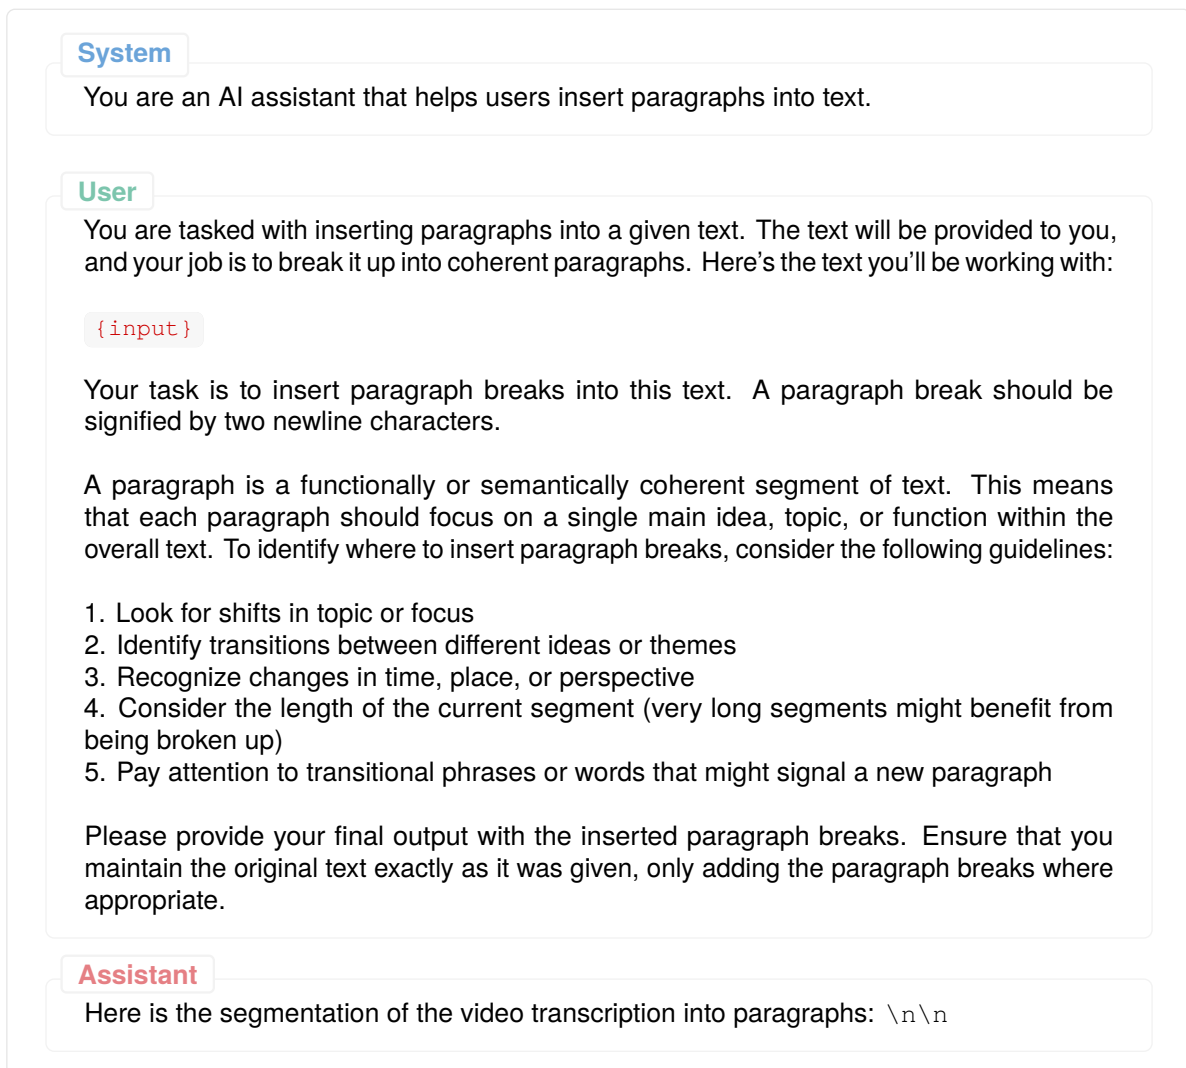 System
You are an AI assistant that helps users insert paragraphs into text.
User
You are tasked with inserting paragraphs into a given text. The text will be provided to you,
and your job is to break it up into coherent paragraphs. Here's the text you'll be working with:
{input}
Your task is to insert paragraph breaks into this text. A paragraph break should be
signified by two newline characters.
A paragraph is a functionally or semantically coherent segment of text. This means
that each paragraph should focus on a single main idea, topic, or function within the
overall text. To identify where to insert paragraph breaks, consider the following guidelines:
1. Look for shifts in topic or focus
2. Identify transitions between different ideas or themes
3. Recognize changes in time, place, or perspective
4. Consider the length of the current segment (very long segments might benefit from
being broken up)
5. Pay attention to transitional phrases or words that might signal a new paragraph
Please provide your final output with the inserted paragraph breaks. Ensure that you
maintain the original text exactly as it was given, only adding the paragraph breaks where
appropriate.
Assistant
Here is the segmentation of the video transcription into paragraphs: \n\n